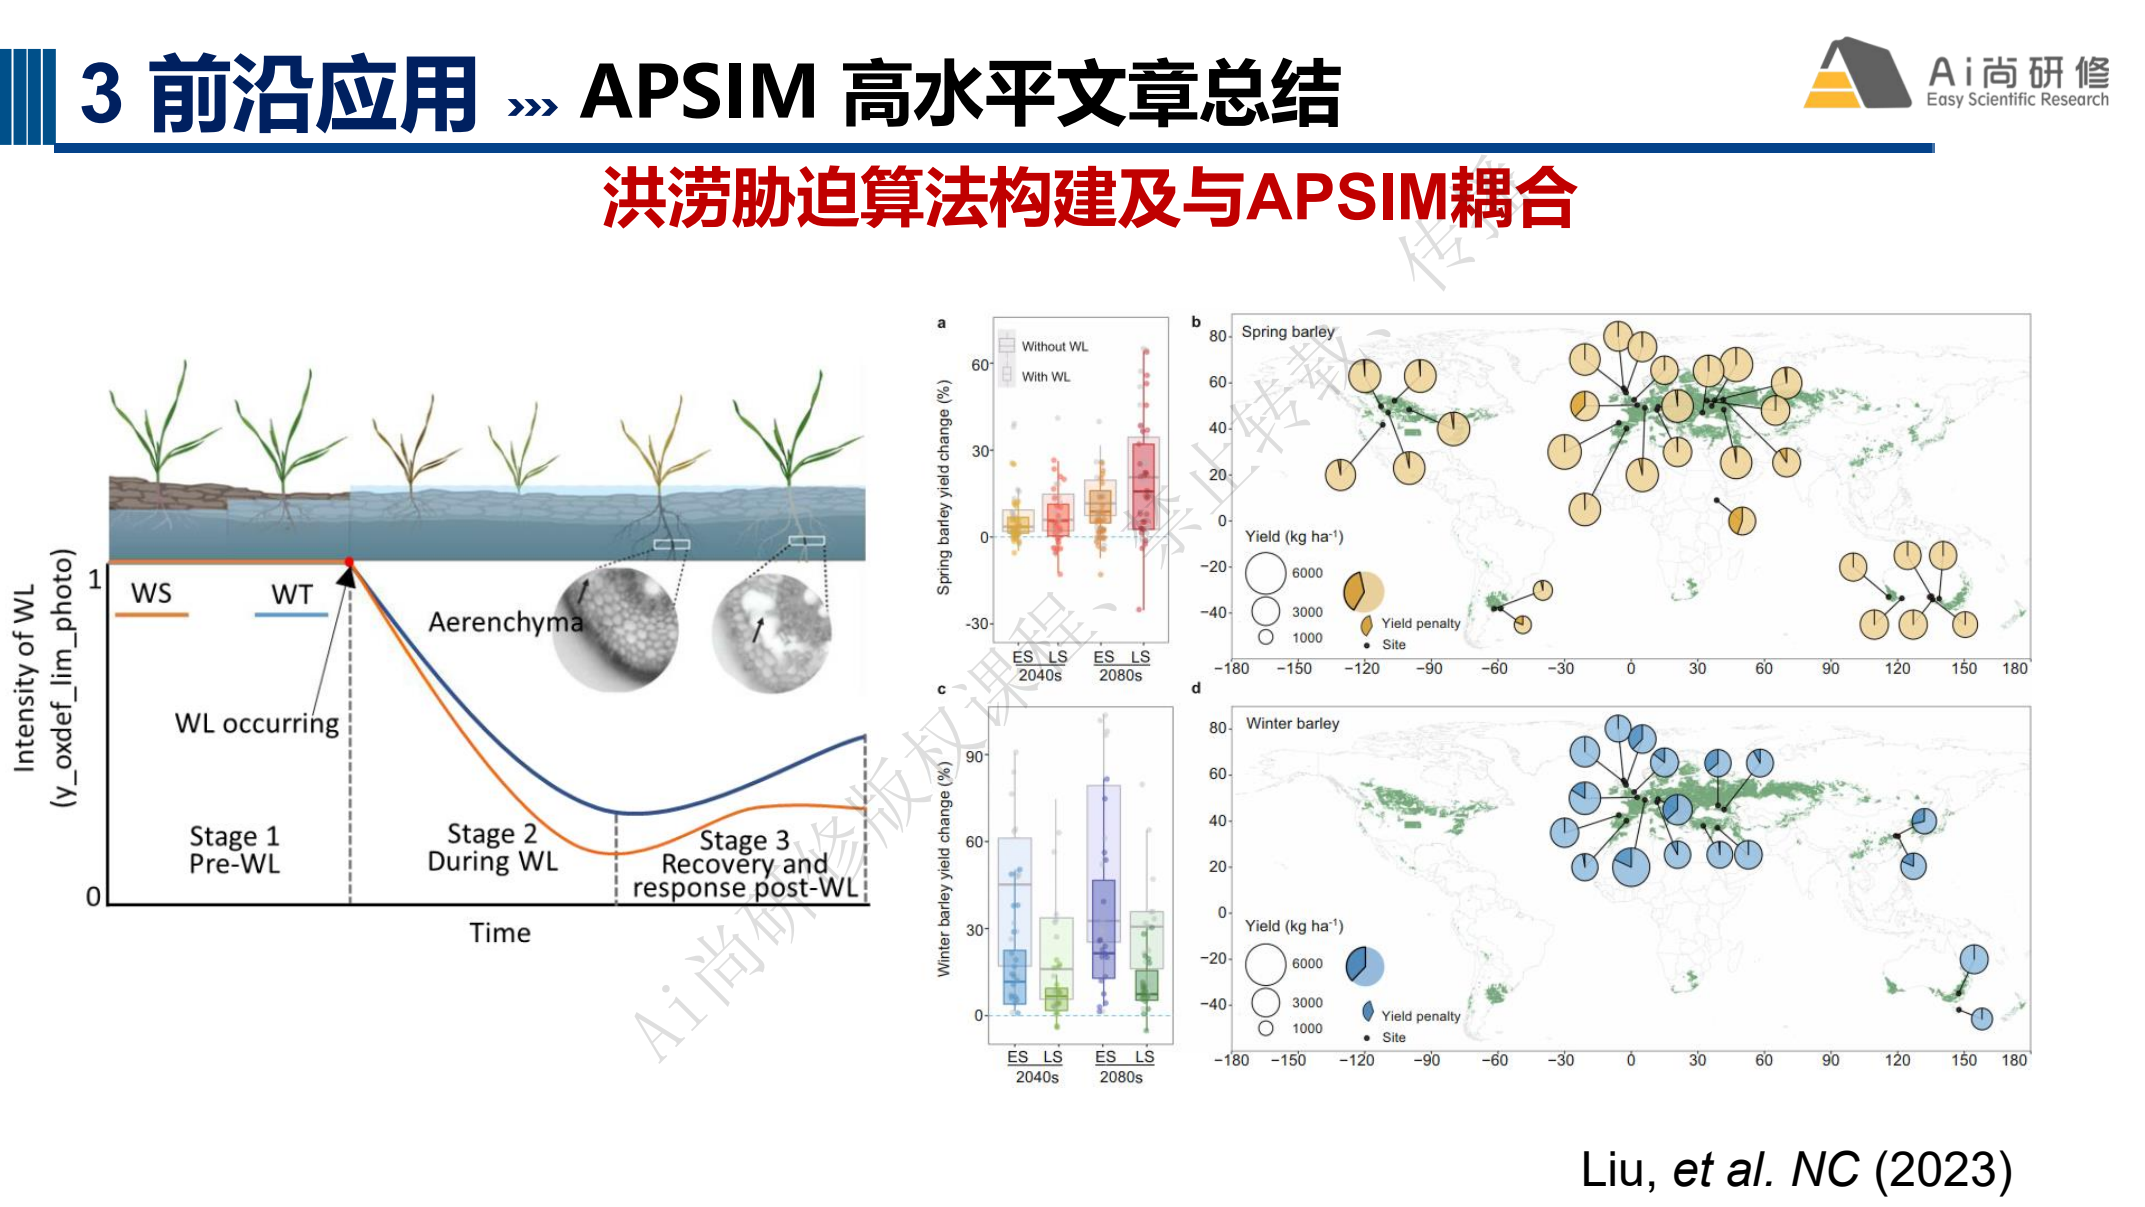 3 前沿应用 ››› APSIM 高水平文章总结
Ai尚研修
Easy Scientific Research
洪涝胁迫算法构建及与APSIM耦合
Intensity of WL
(y_oxdef_lim_photo)
1
0
WS
WT
Aerenchyma
WL occurring
Stage 1
Pre-WL
Stage 2
During WL
Stage 3
Recovery and
response post-WL
Time
a
Without WL
With WL
Spring barley yield change (%)
60
30
0
-30
ES LS ES LS
2040s 2080s
b
Spring barley
80
60
40
20
0
−20
−40
Yield (kg ha-1)
6000
3000
1000
Yield penalty
Site
−180 −150 −120 −90 −60 −30 0 30 60 90 120 150 180
c
Winter barley yield change (%)
90
60
30
0
ES LS ES LS
2040s 2080s
d
Winter barley
80
60
40
20
0
−20
−40
Yield (kg ha-1)
6000
3000
1000
Yield penalty
Site
−180 −150 −120 −90 −60 −30 0 30 60 90 120 150 180
Ai尚研修版权课程、禁止转载、传播
Liu, et al. NC (2023)